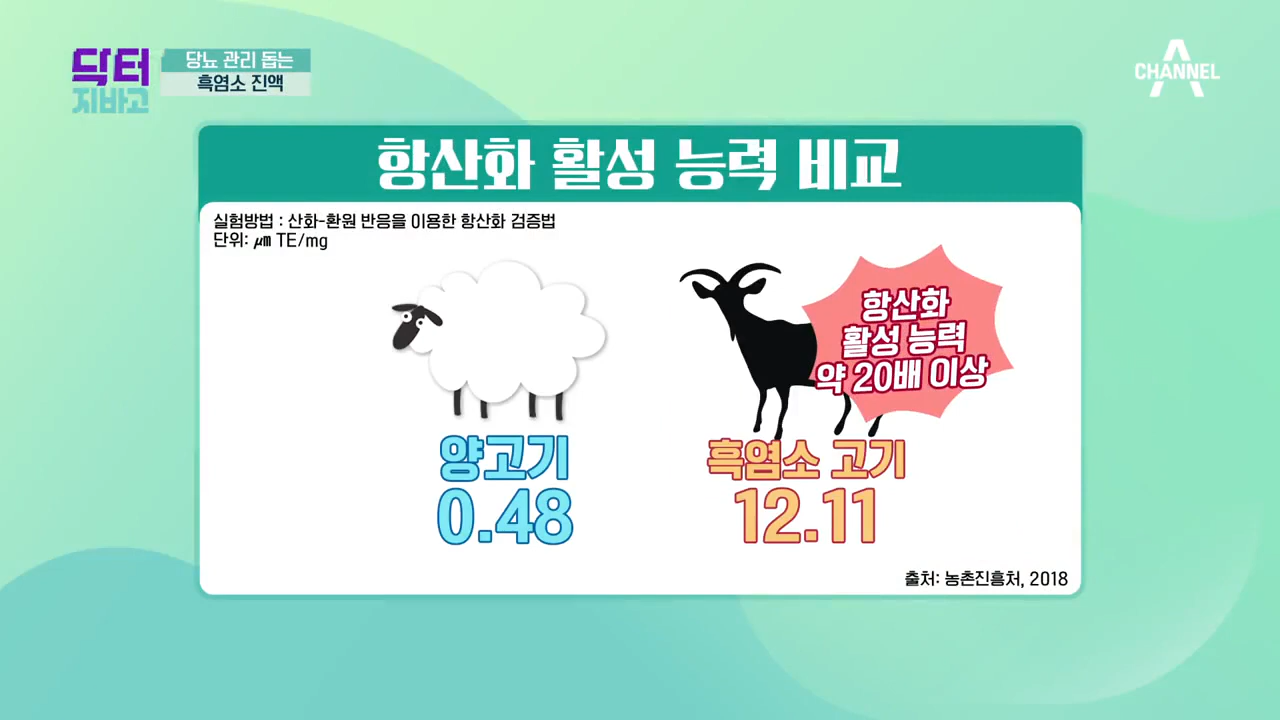 닥터
지바고
당뇨 관리 돕는
흑염소 진액
CHANNEL A
항산화 활성 능력 비교
실험방법 : 산화-환원 반응을 이용한 항산화 검증법
단위: ㎛ TE/mg
항산화
활성 능력
약 20배 이상
양고기
0.48
흑염소 고기
12.11
출처: 농촌진흥처, 2018